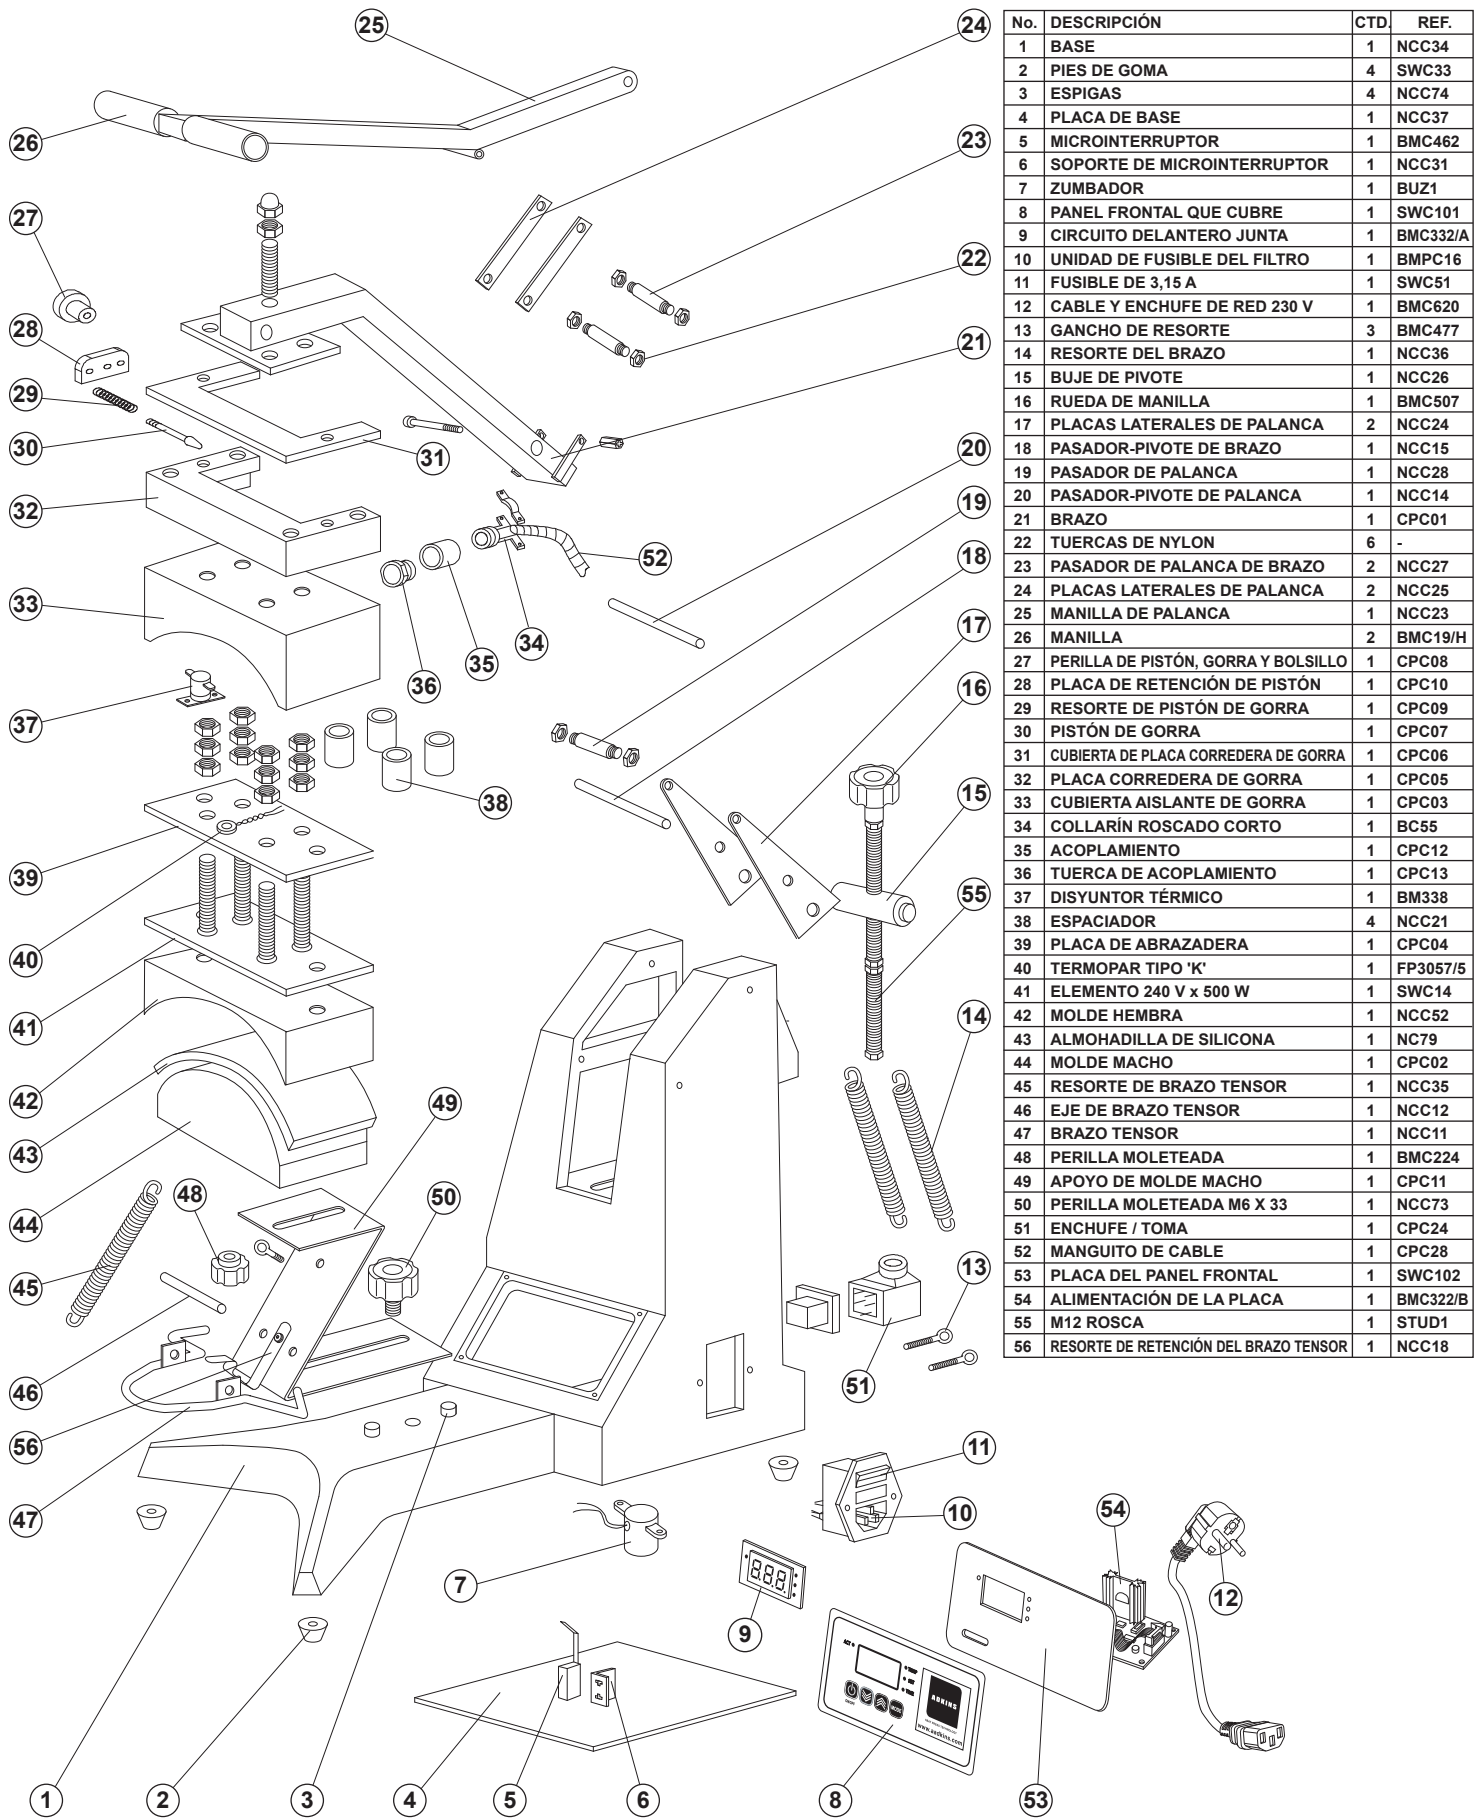 No. DESCRIPCIÓN CTD. REF.
1 BASE 1 NCC34
2 PIES DE GOMA 4 SWC33
3 ESPIGAS 4 NCC74
4 PLACA DE BASE 1 NCC37
5 MICROINTERRUPTOR 1 BMC462
6 SOPORTE DE MICROINTERRUPTOR 1 NCC31
7 ZUMBADOR 1 BUZ1
8 PANEL FRONTAL QUE CUBRE 1 SWC101
9 CIRCUITO DELANTERO JUNTA 1 BMC332/A
10 UNIDAD DE FUSIBLE DEL FILTRO 1 BMPC16
11 FUSIBLE DE 3,15 A 1 SWC51
12 CABLE Y ENCHUFE DE RED 230 V 1 BMC620
13 GANCHO DE RESORTE 3 BMC477
14 RESORTE DEL BRAZO 1 NCC36
15 BUJE DE PIVOTE 1 NCC26
16 RUEDA DE MANILLA 1 BMC507
17 PLACAS LATERALES DE PALANCA 2 NCC24
18 PASADOR-PIVOTE DE BRAZO 1 NCC15
19 PASADOR DE PALANCA 1 NCC28
20 PASADOR-PIVOTE DE PALANCA 1 NCC14
21 BRAZO 1 CPC01
22 TUERCAS DE NYLON 6 -
23 PASADOR DE PALANCA DE BRAZO 2 NCC27
24 PLACAS LATERALES DE PALANCA 2 NCC25
25 MANILLA DE PALANCA 1 NCC23
26 MANILLA 2 BMC19/H
27 PERILLA DE PISTÓN, GORRA Y BOLSILLO 1 CPC08
28 PLACA DE RETENCIÓN DE PISTÓN 1 CPC10
29 RESORTE DE PISTÓN DE GORRA 1 CPC09
30 PISTÓN DE GORRA 1 CPC07
31 CUBIERTA DE PLACA CORREDERA DE GORRA 1 CPC06
32 PLACA CORREDERA DE GORRA 1 CPC05
33 CUBIERTA AISLANTE DE GORRA 1 CPC03
34 COLLARÍN ROSCADO CORTO 1 BC55
35 ACOPLAMIENTO 1 CPC12
36 TUERCA DE ACOPLAMIENTO 1 CPC13
37 DISYUNTOR TÉRMICO 1 BM338
38 ESPACIADOR 4 NCC21
39 PLACA DE ABRAZADERA 1 CPC04
40 TERMOPAR TIPO 'K' 1 FP3057/5
41 ELEMENTO 240 V x 500 W 1 SWC14
42 MOLDE HEMBRA 1 NCC52
43 ALMOHADILLA DE SILICONA 1 NC79
44 MOLDE MACHO 1 CPC02
45 RESORTE DE BRAZO TENSOR 1 NCC35
46 EJE DE BRAZO TENSOR 1 NCC12
47 BRAZO TENSOR 1 NCC11
48 PERILLA MOLETEADA 1 BMC224
49 APOYO DE MOLDE MACHO 1 CPC11
50 PERILLA MOLETEADA M6 X 33 1 NCC73
51 ENCHUFE / TOMA 1 CPC24
52 MANGUITO DE CABLE 1 CPC28
53 PLACA DEL PANEL FRONTAL 1 SWC102
54 ALIMENTACIÓN DE LA PLACA 1 BMC322/B
55 M12 ROSCA 1 STUD1
56 RESORTE DE RETENCIÓN DEL BRAZO TENSOR 1 NCC18
25
24
26
23
27
22
28
21
29
30
31
20
32
19
52
18
33
34
35
36
17
16
37
38
15
39
55
40
41
14
42
49
43
48
50
44
45
13
46
51
56
11
47
10
54
7
12
9
8.8.8.
ACT
MODE
ADKINS
www.aadkins.com
1
2
3
4
5
6
8
53